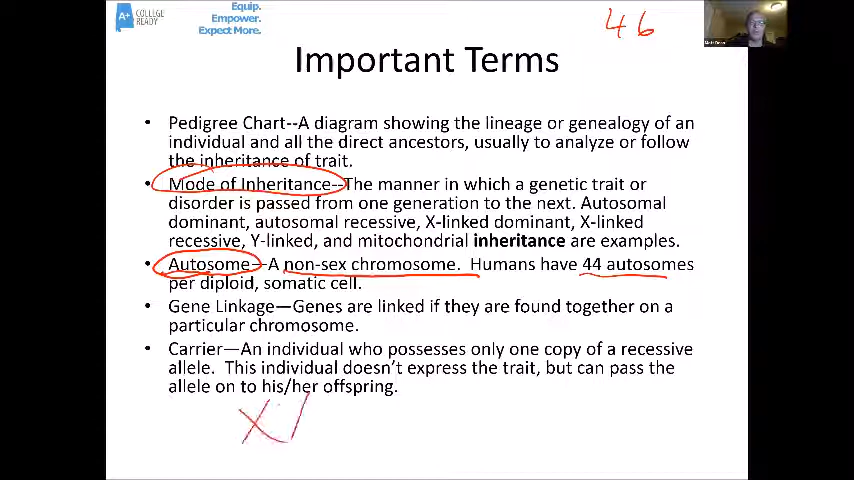 A+ COLLEGE READY
Equip.
Empower.
Expect More.
46
Important Terms
• Pedigree Chart--A diagram showing the lineage or genealogy of an
individual and all the direct ancestors, usually to analyze or follow
the inheritance of trait.
• Mode of Inheritance--The manner in which a genetic trait or
disorder is passed from one generation to the next. Autosomal
dominant, autosomal recessive, X-linked dominant, X-linked
recessive, Y-linked, and mitochondrial inheritance are examples.
• Autosome—A non-sex chromosome. Humans have 44 autosomes
per diploid, somatic cell.
• Gene Linkage—Genes are linked if they are found together on a
particular chromosome.
• Carrier—An individual who possesses only one copy of a recessive
allele. This individual doesn't express the trait, but can pass the
allele on to his/her offspring.
X